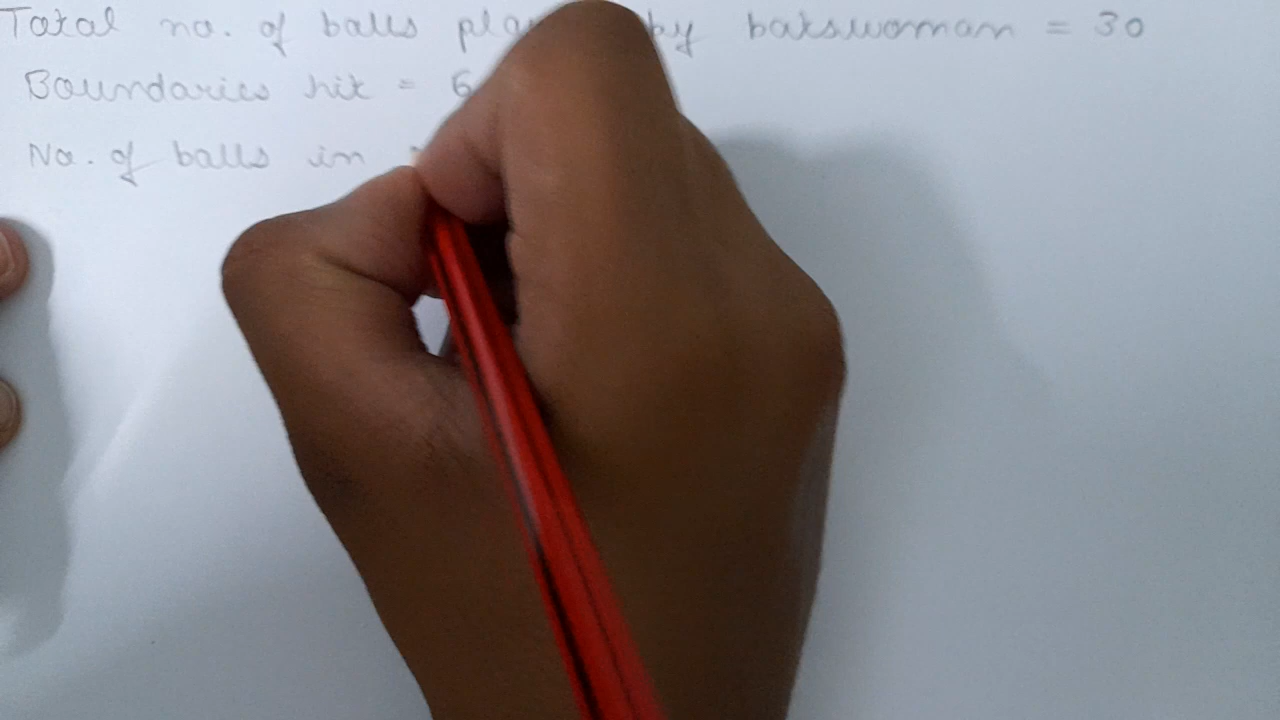 Total no. of balls by batswoman = 30
Boundaries hit = 6
No. of balls in